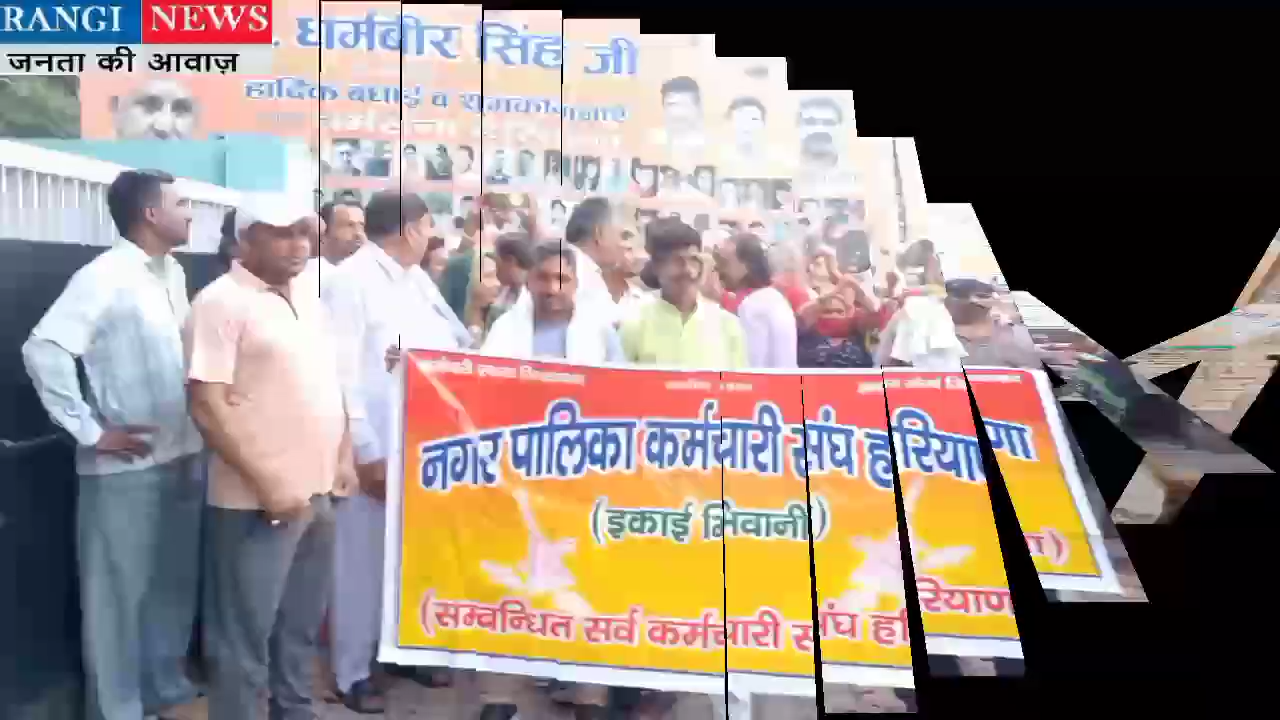 RANGI NEWS
जनता की आवाज़
. धर्मबीर सिंह जी
हार्दिक बधाई व शुभकामनाएं
नगर पालिका कर्मचारी संघ हरियाणा
(इकाई भिवानी)
(सम्बन्धित सर्व कर्मचारी संघ हरियाणा)